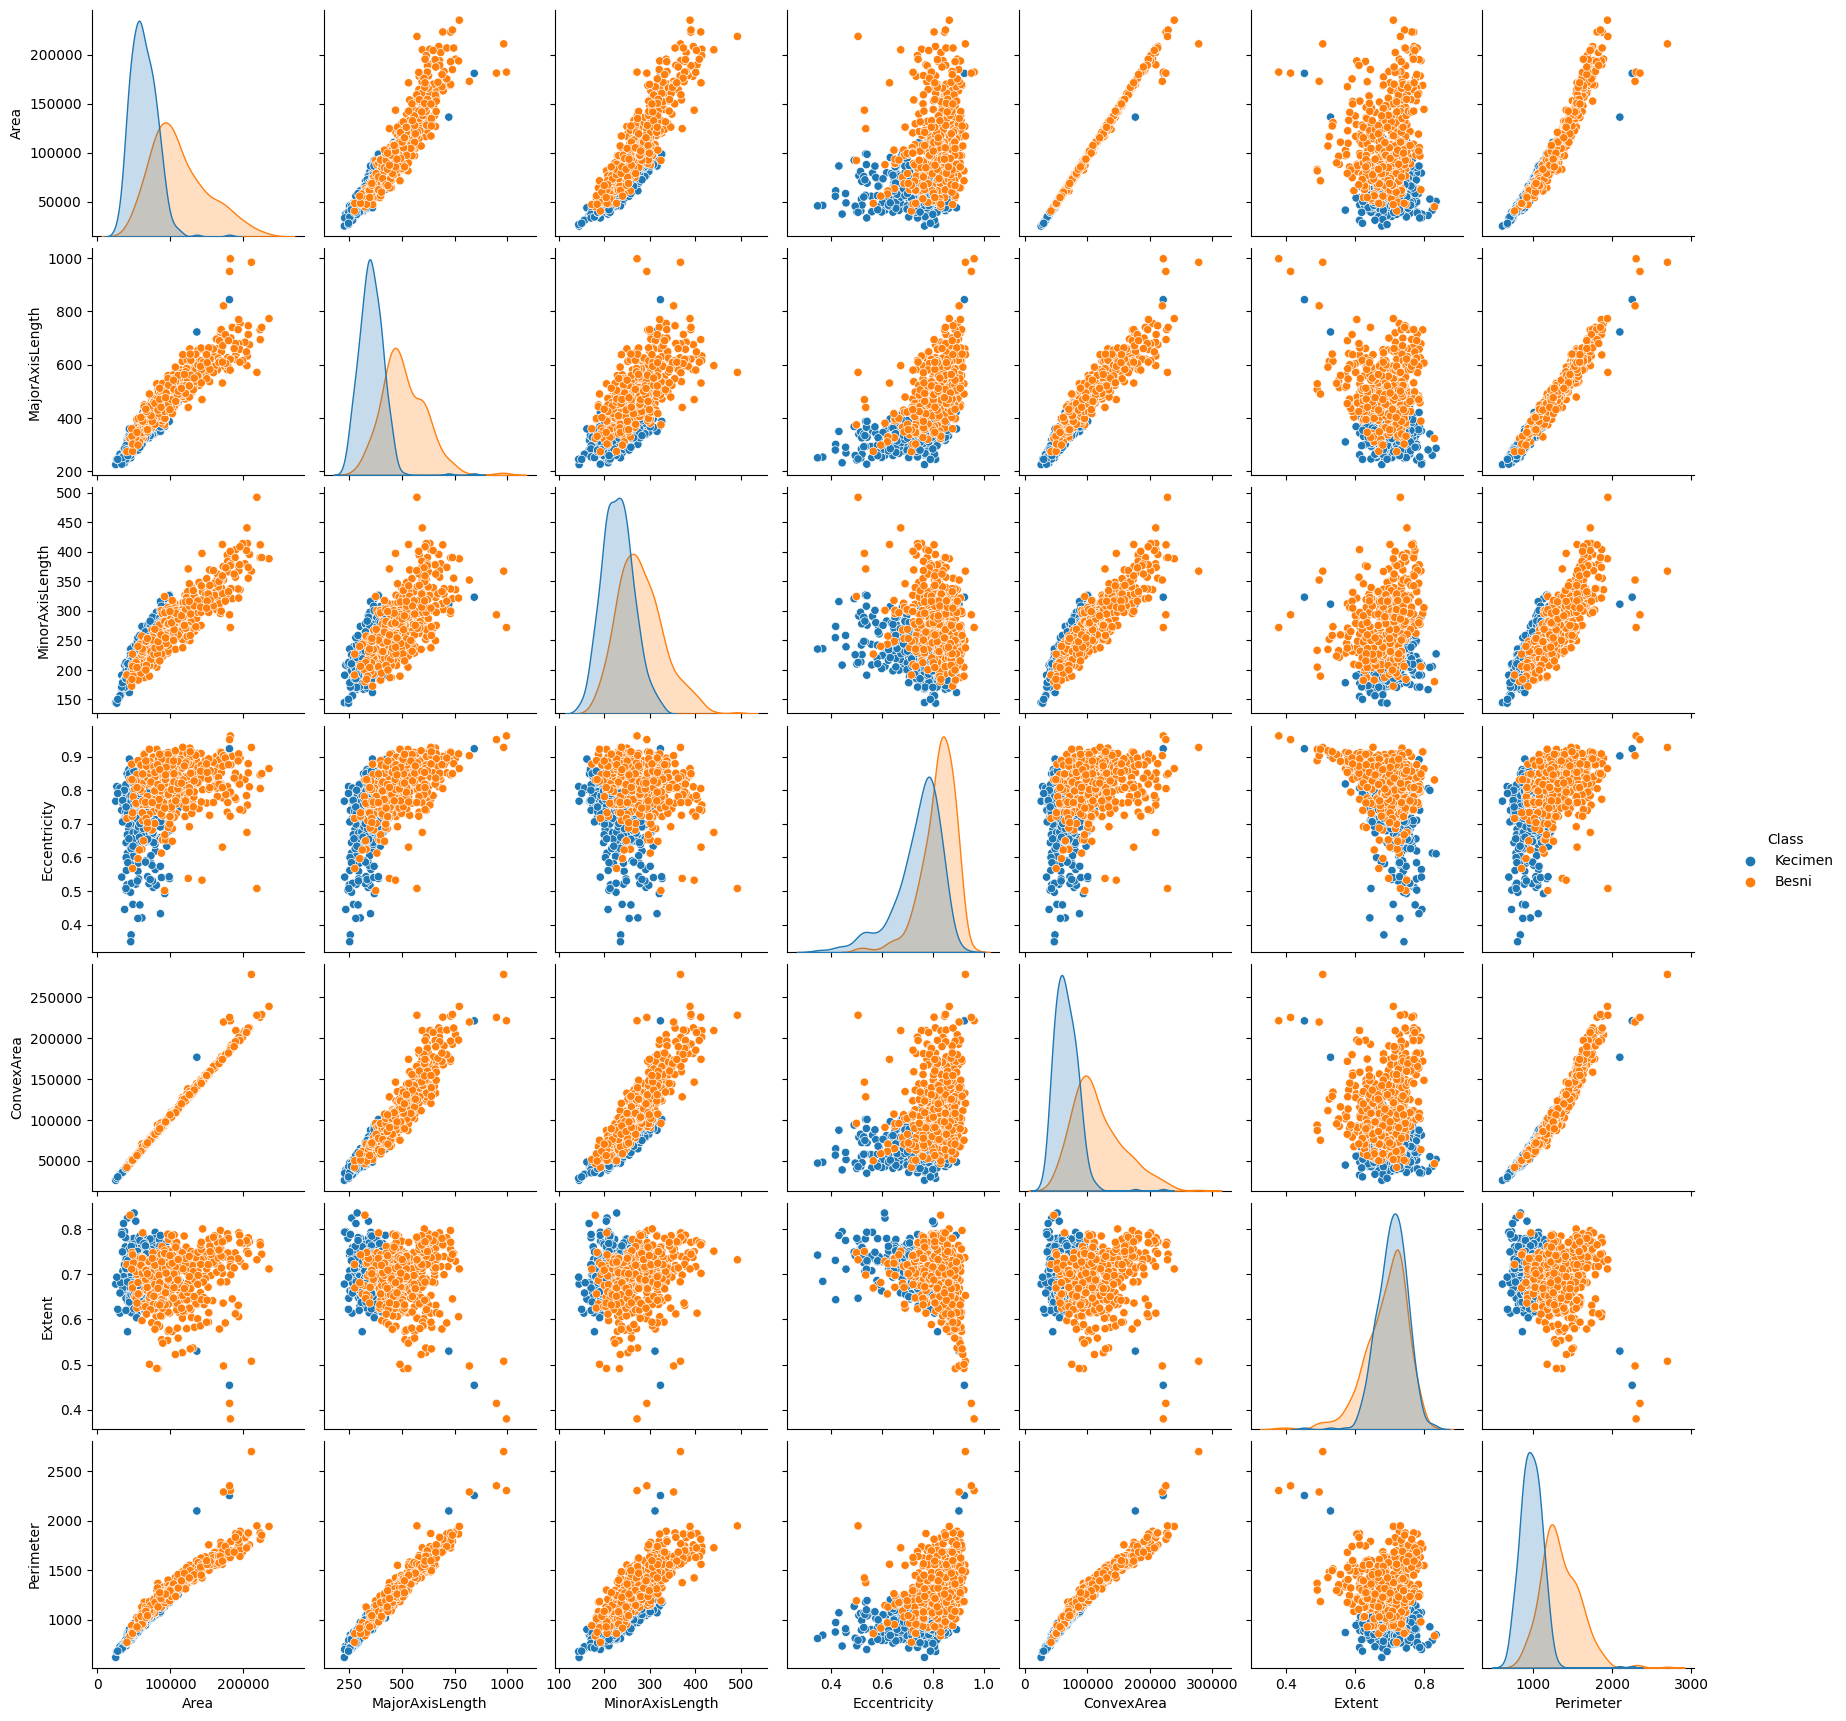 200000
150000
100000
50000
Area
1000
800
600
400
200
MajorAxisLength
500
450
400
350
300
250
200
150
MinorAxisLength
0.9
0.8
0.7
0.6
0.5
0.4
Eccentricity
Class
Kecimen
Besni
250000
200000
150000
100000
50000
ConvexArea
0.8
0.7
0.6
0.5
0.4
Extent
2500
2000
1500
1000
Perimeter
0 100000 200000
250 500 750 1000
100 200 300 400 500
0.4 0.6 0.8 1.0
0 100000 200000 300000
0.4 0.6 0.8
1000 2000 3000
Area MajorAxisLength MinorAxisLength Eccentricity ConvexArea Extent Perimeter